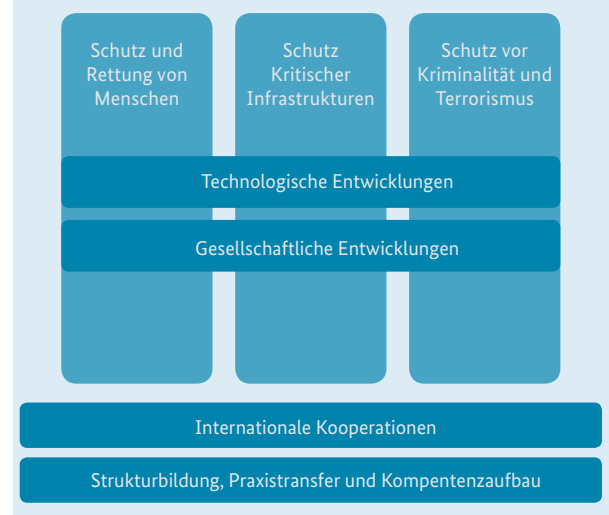 Schutz und
Rettung von
Menschen
Schutz
Kritischer
Infrastrukturen
Schutz vor
Kriminalität und
Terrorismus
Technologische Entwicklungen
Gesellschaftliche Entwicklungen
Internationale Kooperationen
Strukturbildung, Praxistransfer und Kompentenzaufbau